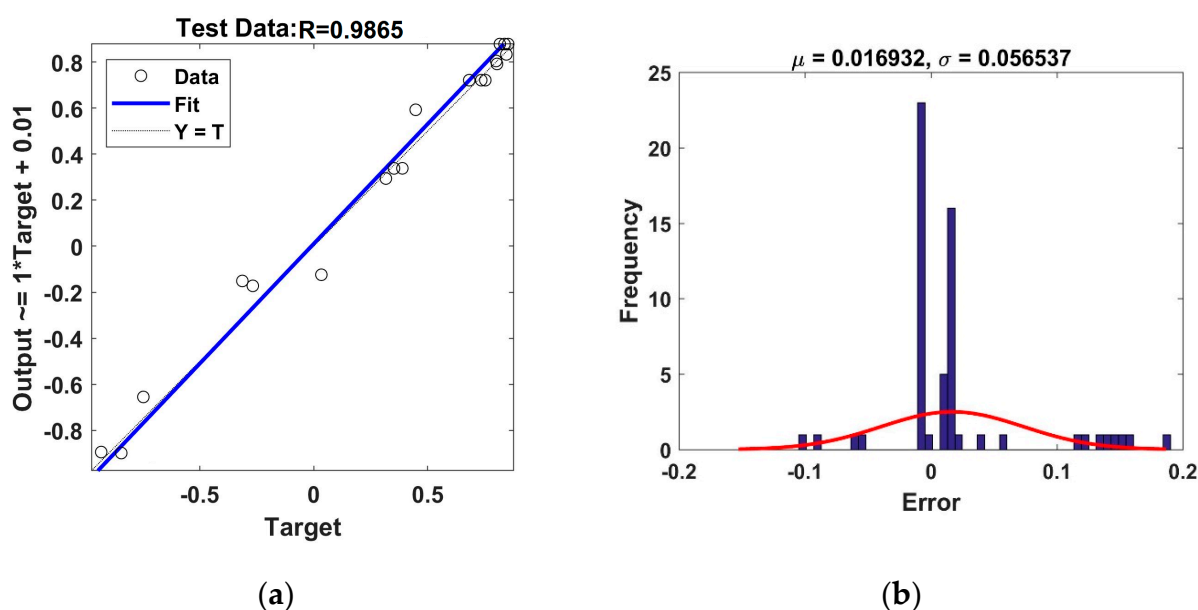 Test Data:R=0.9865
Output ~= 1*Target + 0.01
0.8
0.6
0.4
0.2
0
-0.2
-0.4
-0.6
-0.8
Data
Fit
Y = T
-0.5
0
0.5
Target
(a)
μ = 0.016932, σ = 0.056537
Frequency
25
20
15
10
5
0
-0.2
-0.1
0
0.1
0.2
Error
(b)